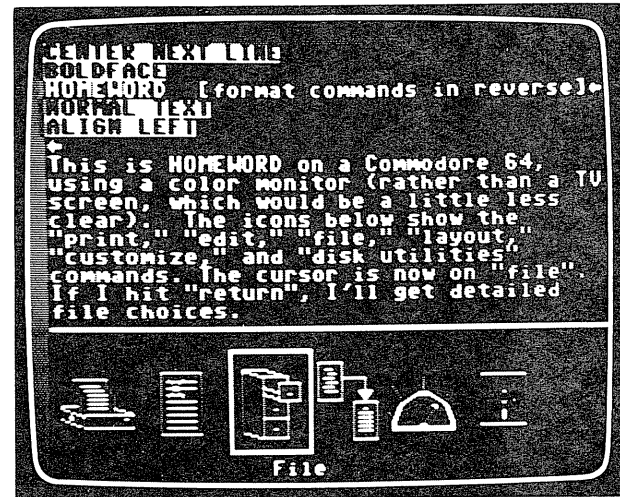 CENTER NEXT LINE
BOLDFACE
HOMEWORD [format commands in reverse]←
NORMAL TEXT
ALIGN LEFT
←
This is HOMEWORD on a Commodore 64,
using a color monitor (rather than a TV
screen, which would be a little less
clear). The icons below show the
"print," "edit," "file," "layout,"
"customize," and "disk utilities"
commands. The cursor is now on "file".
If I hit "return", I'll get detailed
file choices.
File